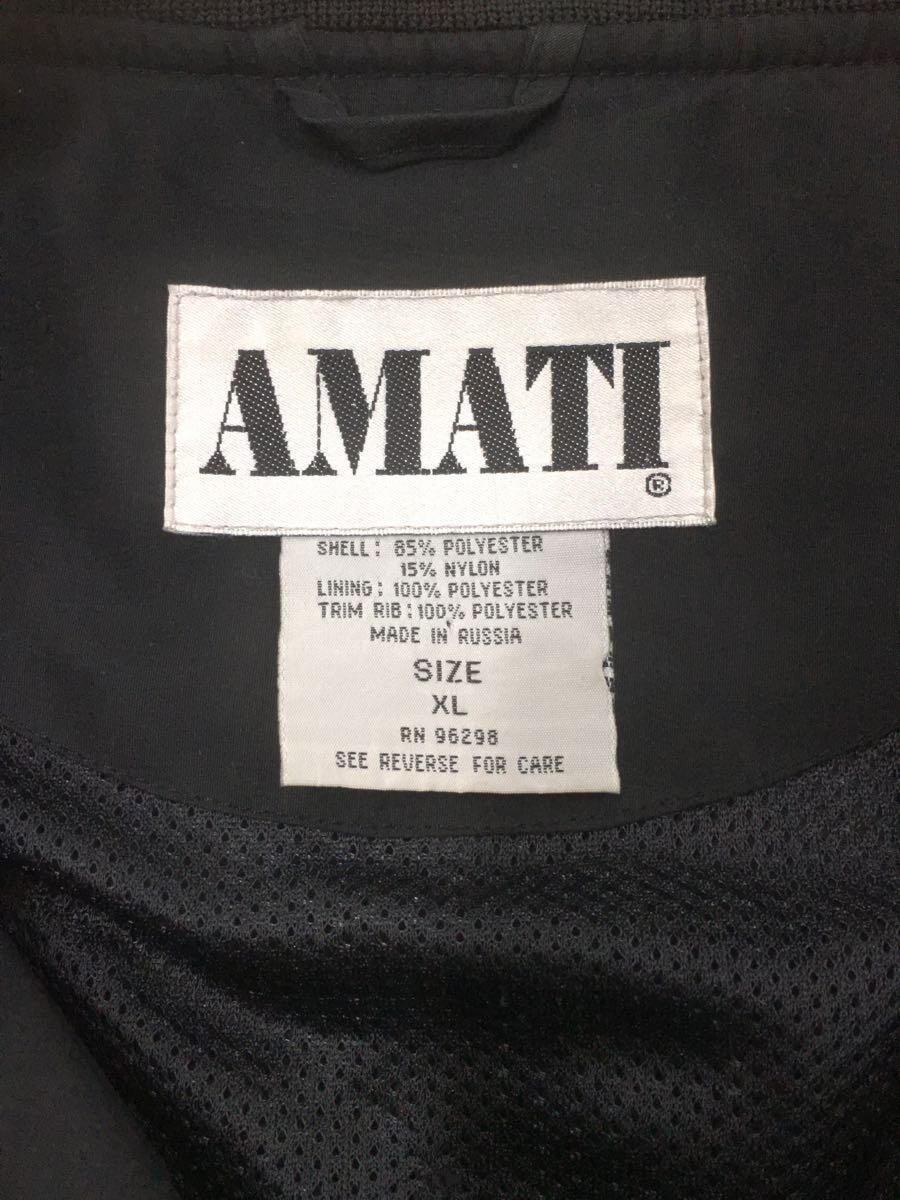 AMATI
®
SHELL: 85% POLYESTER
15% NYLON
LINING: 100% POLYESTER
TRIM RIB: 100% POLYESTER
MADE IN RUSSIA
SIZE
XL
RN 96298
SEE REVERSE FOR CARE